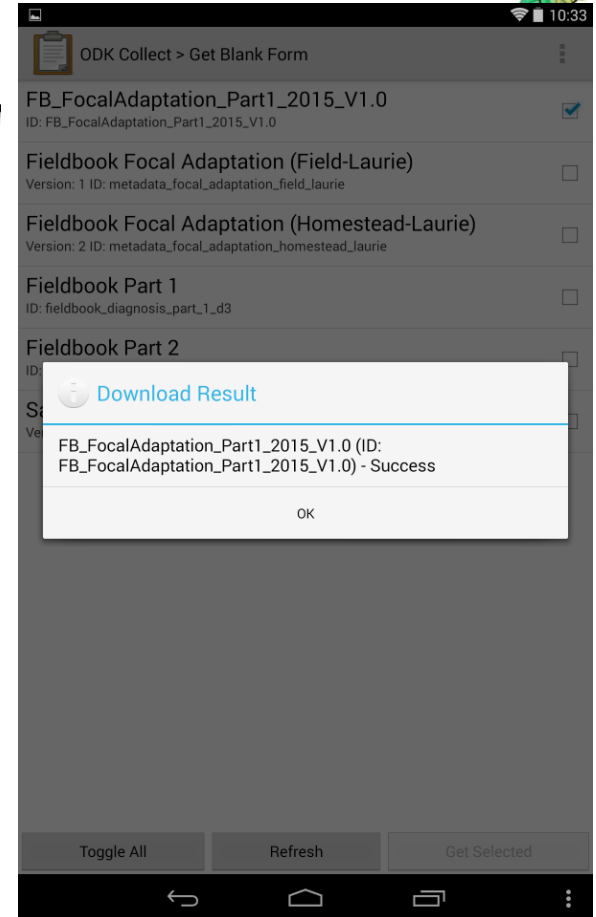 10:33
ODK Collect > Get Blank Form
FB_FocalAdaptation_Part1_2015_V1.0
ID: FB_FocalAdaptation_Part1_2015_V1.0
Fieldbook Focal Adaptation (Field-Laurie)
Version: 1 ID: metadata_focal_adaptation_field_laurie
Fieldbook Focal Adaptation (Homestead-Laurie)
Version: 2 ID: metadata_focal_adaptation_homestead_laurie
Fieldbook Part 1
ID: fieldbook_diagnosis_part_1_d3
Fieldbook Part 2
ID:
Download Result
FB_FocalAdaptation_Part1_2015_V1.0 (ID:
FB_FocalAdaptation_Part1_2015_V1.0) - Success
OK
Toggle All
Refresh
Get Selected